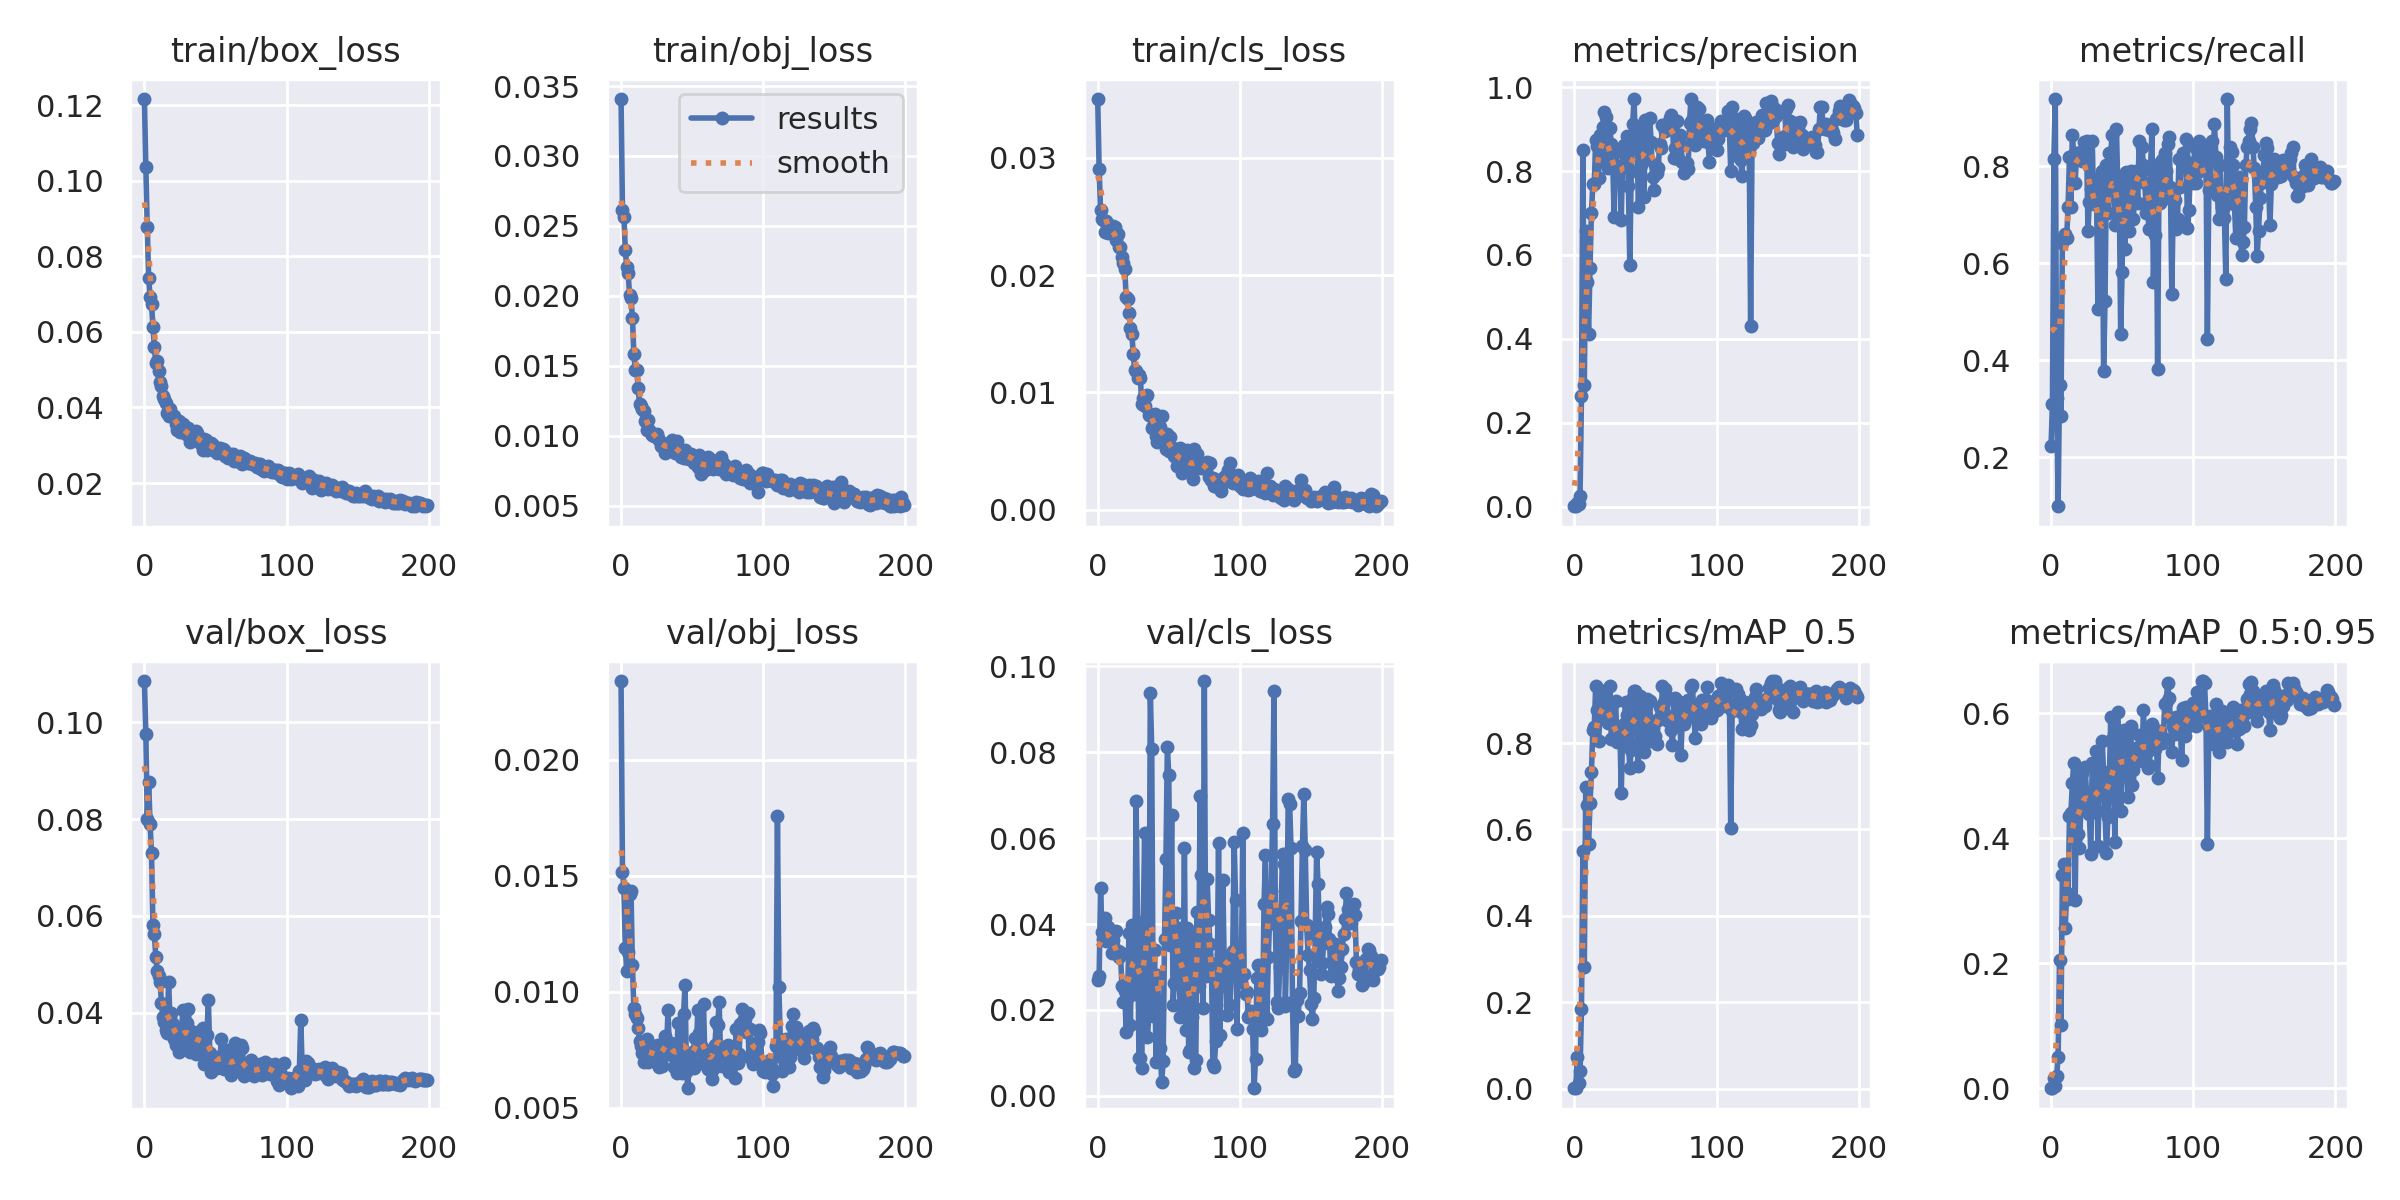 train/box_loss
0.12
0.10
0.08
0.06
0.04
0.02
0 100 200
train/obj_loss
results
smooth
0.035
0.030
0.025
0.020
0.015
0.010
0.005
0 100 200
train/cls_loss
0.03
0.02
0.01
0.00
0 100 200
metrics/precision
1.0
0.8
0.6
0.4
0.2
0.0
0 100 200
metrics/recall
0.8
0.6
0.4
0.2
0 100 200
val/box_loss
0.10
0.08
0.06
0.04
0 100 200
val/obj_loss
0.020
0.015
0.010
0.005
0 100 200
val/cls_loss
0.10
0.08
0.06
0.04
0.02
0.00
0 100 200
metrics/mAP_0.5
0.8
0.6
0.4
0.2
0.0
0 100 200
metrics/mAP_0.5:0.95
0.6
0.4
0.2
0.0
0 100 200